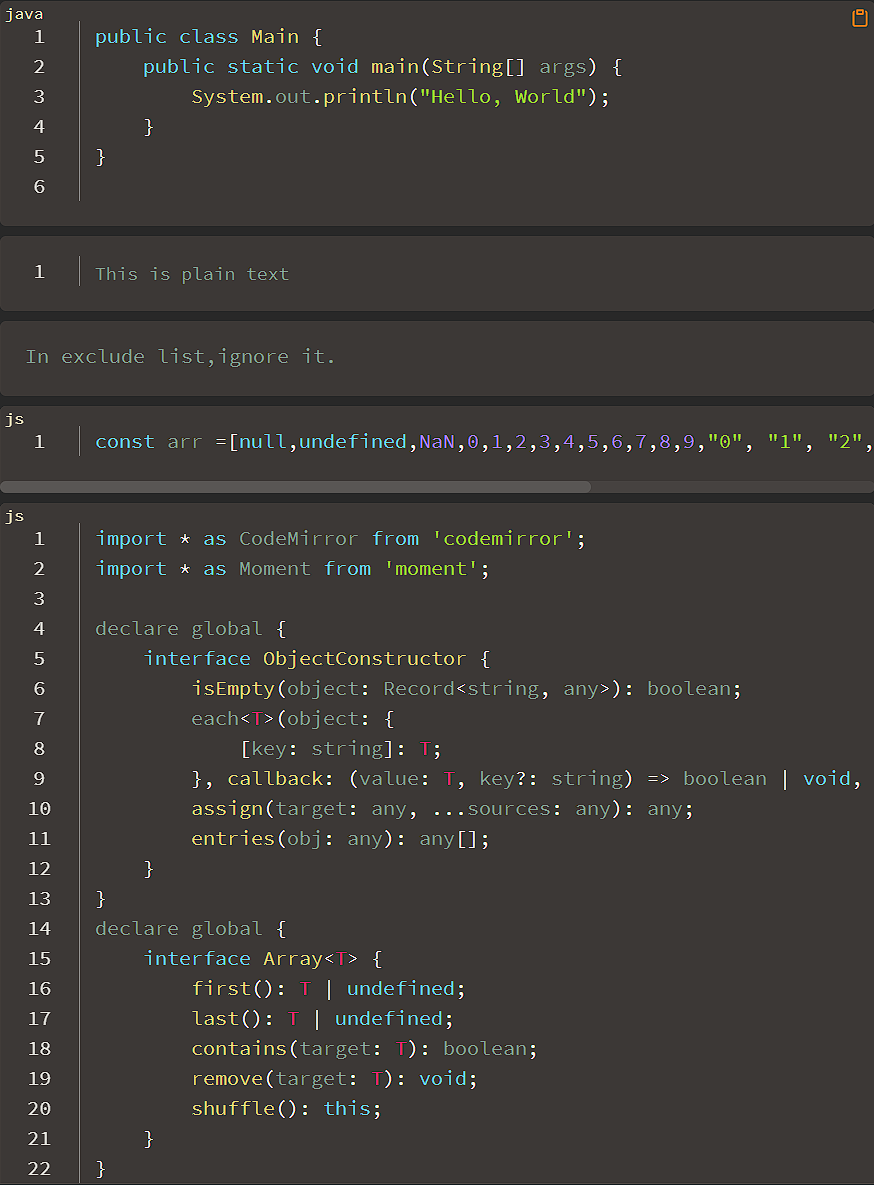 java
1 public class Main {
2     public static void main(String[] args) {
3         System.out.println("Hello, World");
4     }
5 }
6
1 This is plain text
In exclude list,ignore it.
js
1 const arr =[null,undefined,NaN,0,1,2,3,4,5,6,7,8,9,"0", "1", "2",
js
1 import * as CodeMirror from 'codemirror';
2 import * as Moment from 'moment';
3
4 declare global {
5     interface ObjectConstructor {
6         isEmpty(object: Record<string, any>): boolean;
7         each<T>(object: {
8             [key: string]: T;
9         }, callback: (value: T, key?: string) => boolean | void,
10         assign(target: any, ...sources: any): any;
11         entries(obj: any): any[];
12     }
13 }
14 declare global {
15     interface Array<T> {
16         first(): T | undefined;
17         last(): T | undefined;
18         contains(target: T): boolean;
19         remove(target: T): void;
20         shuffle(): this;
21     }
22 }